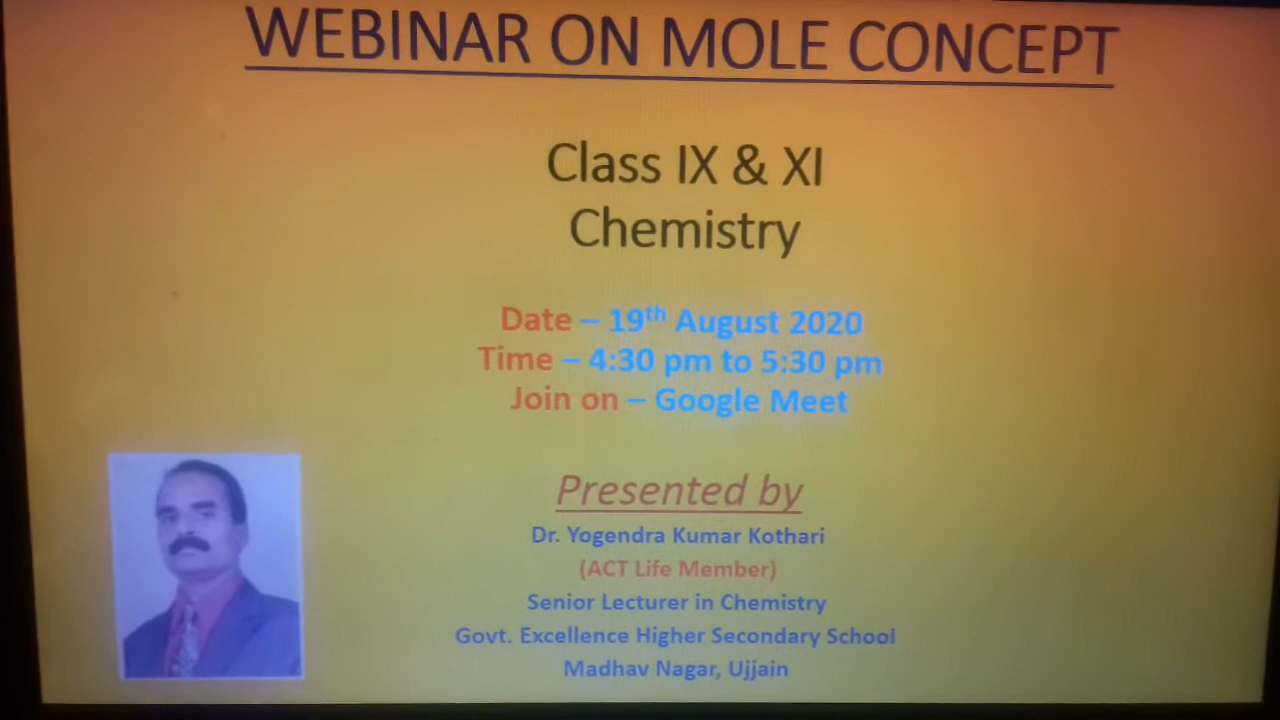 WEBINAR ON MOLE CONCEPT
Class IX & XI
Chemistry
Date – 19th August 2020
Time – 4:30 pm to 5:30 pm
Join on – Google Meet
Presented by
Dr. Yogendra Kumar Kothari
(ACT Life Member)
Senior Lecturer in Chemistry
Govt. Excellence Higher Secondary School
Madhav Nagar, Ujjain